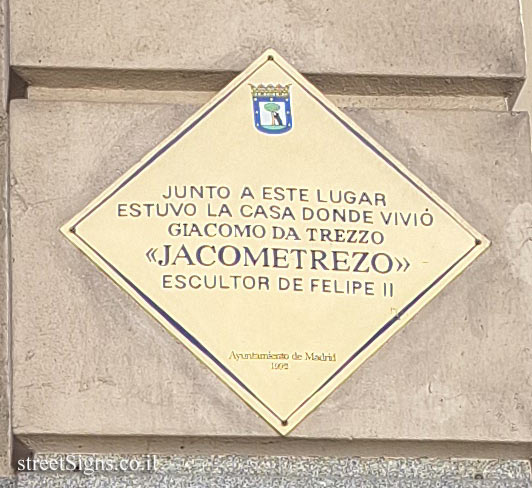 JUNTO A ESTE LUGAR
ESTUVO LA CASA DONDE VIVIÓ
GIACOMO DA TREZZO
«JACOMETREZO»
ESCULTOR DE FELIPE II
Ayuntamiento de Madrid
1992
streetSigns.co.il